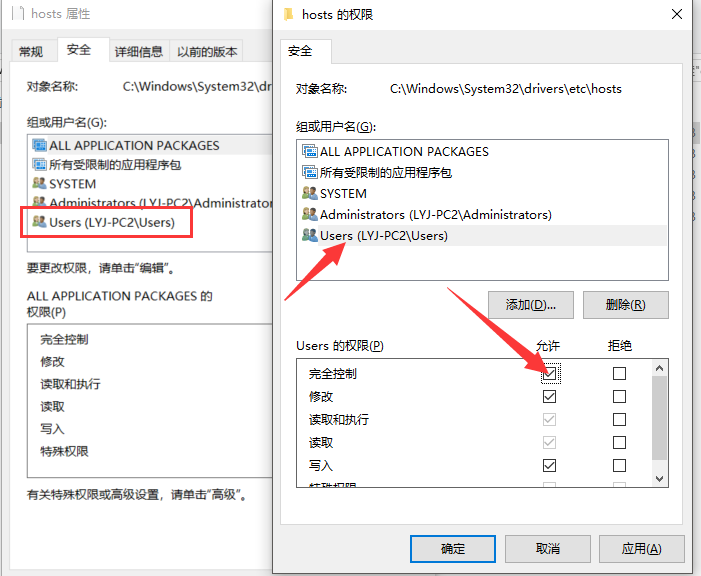 hosts 属性
常规
安全
详细信息
以前的版本
对象名称:
C:\Windows\System32\dr
组或用户名(G):
ALL APPLICATION PACKAGES
所有受限制的应用程序包
SYSTEM
Administrators (LYJ-PC2\Administrator
Users (LYJ-PC2\Users)
要更改权限，请单击"编辑"。
ALL APPLICATION PACKAGES 的
权限(P)
完全控制
修改
读取和执行
读取
写入
特殊权限
有关特殊权限或高级设置，请单击"高级"。
hosts 的权限
安全
对象名称:
C:\Windows\System32\drivers\etc\hosts
组或用户名(G):
ALL APPLICATION PACKAGES
所有受限制的应用程序包
SYSTEM
Administrators (LYJ-PC2\Administrators)
Users (LYJ-PC2\Users)
添加(D)...
删除(R)
Users 的权限(P)
允许
拒绝
完全控制
修改
读取和执行
读取
写入
特殊权限
确定
取消
应用(A)